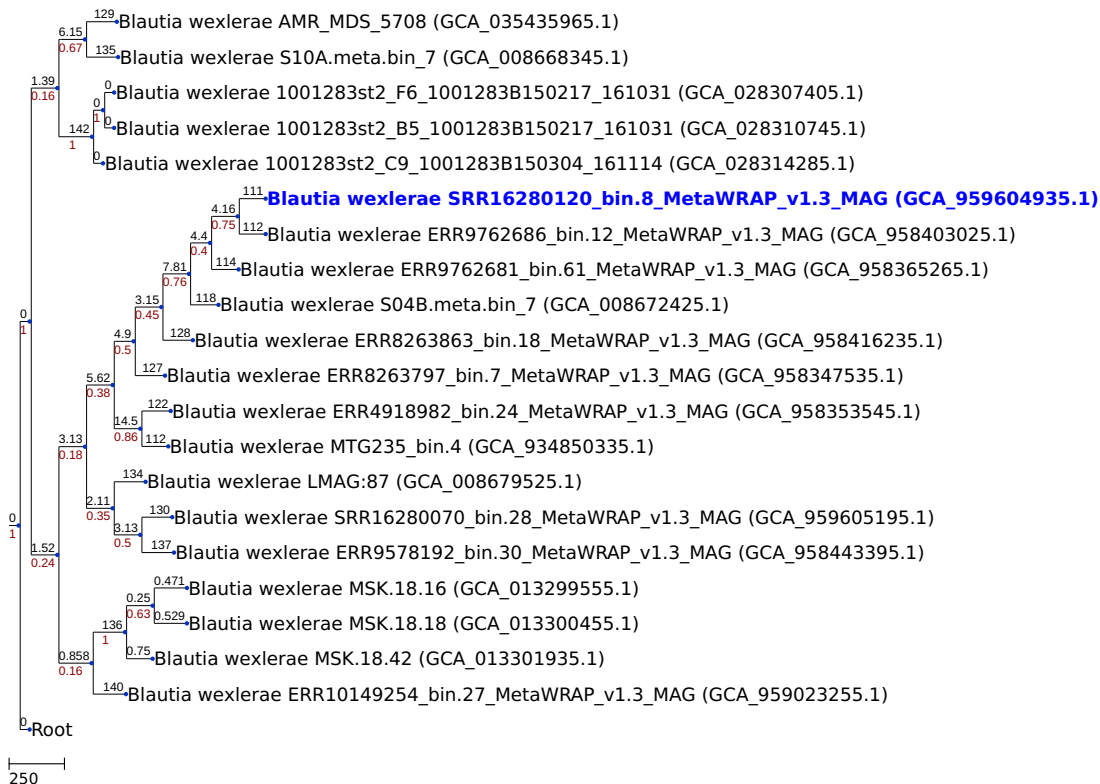 129
Blautia wexlerae AMR_MDS_5708 (GCA_035435965.1)
6.15
0.67
135
Blautia wexlerae S10A.meta.bin_7 (GCA_008668345.1)
1.39
0.16
0
Blautia wexlerae 1001283st2_F6_1001283B150217_161031 (GCA_028307405.1)
0
1
0
Blautia wexlerae 1001283st2_B5_1001283B150217_161031 (GCA_028310745.1)
142
1
0
Blautia wexlerae 1001283st2_C9_1001283B150304_161114 (GCA_028314285.1)
111
Blautia wexlerae SRR16280120_bin.8_MetaWRAP_v1.3_MAG (GCA_959604935.1)
4.16
0.75
112
Blautia wexlerae ERR9762686_bin.12_MetaWRAP_v1.3_MAG (GCA_958403025.1)
4.4
0.4
114
Blautia wexlerae ERR9762681_bin.61_MetaWRAP_v1.3_MAG (GCA_958365265.1)
7.81
0.76
118
Blautia wexlerae S04B.meta.bin_7 (GCA_008672425.1)
3.15
0.45
128
Blautia wexlerae ERR8263863_bin.18_MetaWRAP_v1.3_MAG (GCA_958416235.1)
4.9
0.5
127
Blautia wexlerae ERR8263797_bin.7_MetaWRAP_v1.3_MAG (GCA_958347535.1)
0
1
5.62
0.38
122
Blautia wexlerae ERR4918982_bin.24_MetaWRAP_v1.3_MAG (GCA_958353545.1)
14.5
0.86
112
Blautia wexlerae MTG235_bin.4 (GCA_934850335.1)
3.13
0.18
134
Blautia wexlerae LMAG:87 (GCA_008679525.1)
2.11
0.35
130
Blautia wexlerae SRR16280070_bin.28_MetaWRAP_v1.3_MAG (GCA_959605195.1)
3.13
0.5
137
Blautia wexlerae ERR9578192_bin.30_MetaWRAP_v1.3_MAG (GCA_958443395.1)
0
1
1.52
0.24
0.471
Blautia wexlerae MSK.18.16 (GCA_013299555.1)
0.25
0.63
0.529
Blautia wexlerae MSK.18.18 (GCA_013300455.1)
136
1
0.75
Blautia wexlerae MSK.18.42 (GCA_013301935.1)
0.858
0.16
140
Blautia wexlerae ERR10149254_bin.27_MetaWRAP_v1.3_MAG (GCA_959023255.1)
0
Root
250